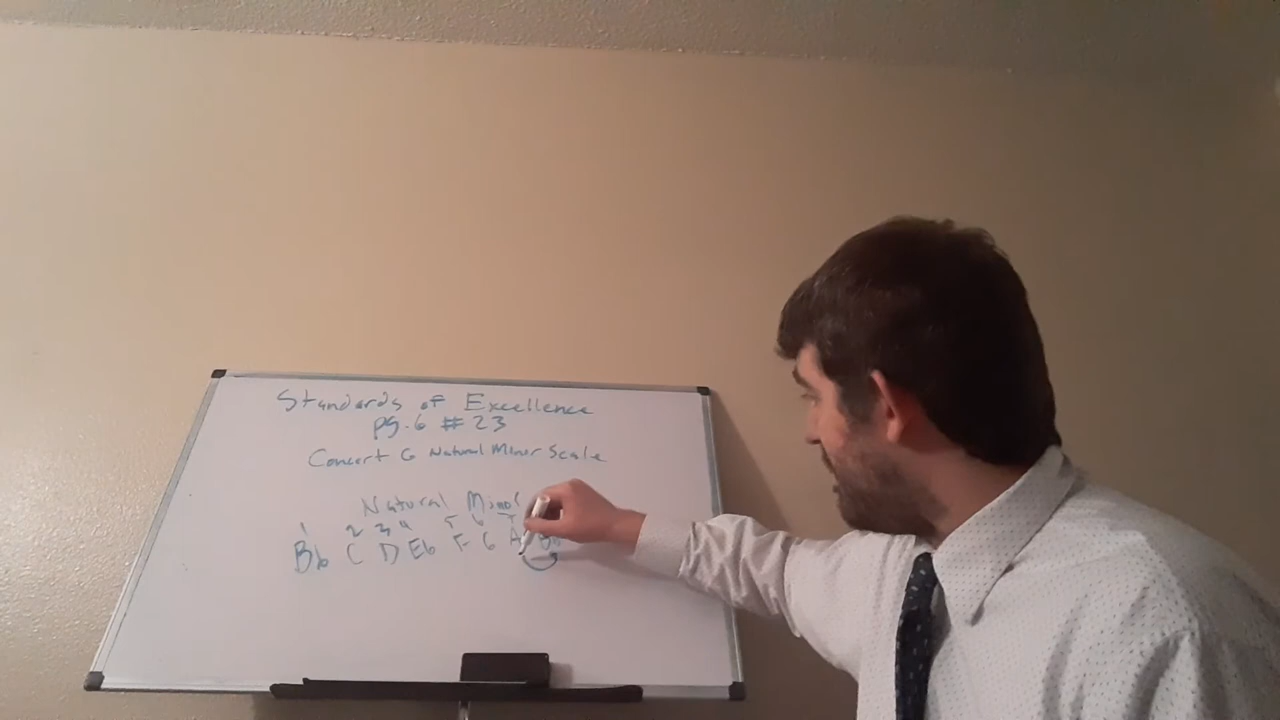 Standards of Excellence
pg. 6 # 23
Concert G Natural Minor Scale
Natural Minor
1 2 3 4 5 6 7
Bb C D Eb F G A Bb